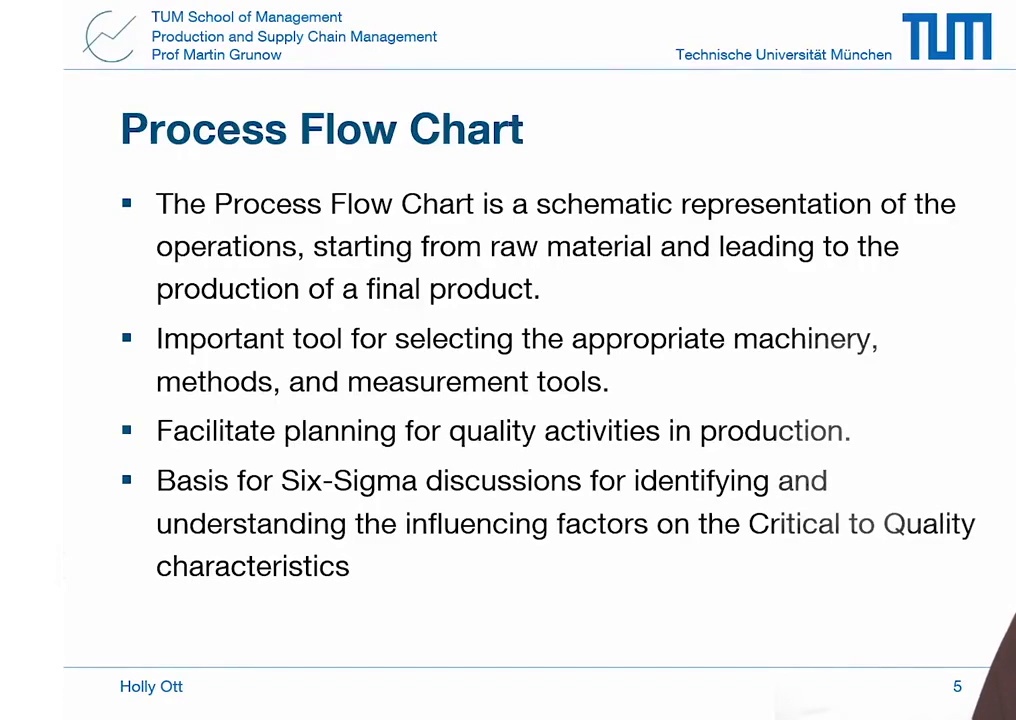 TUM School of Management
Production and Supply Chain Management
Prof Martin Grunow
Technische Universität München
TUM
Process Flow Chart
▪ The Process Flow Chart is a schematic representation of the
operations, starting from raw material and leading to the
production of a final product.
▪ Important tool for selecting the appropriate machinery,
methods, and measurement tools.
▪ Facilitate planning for quality activities in production.
▪ Basis for Six-Sigma discussions for identifying and
understanding the influencing factors on the Critical to Quality
characteristics
Holly Ott
5